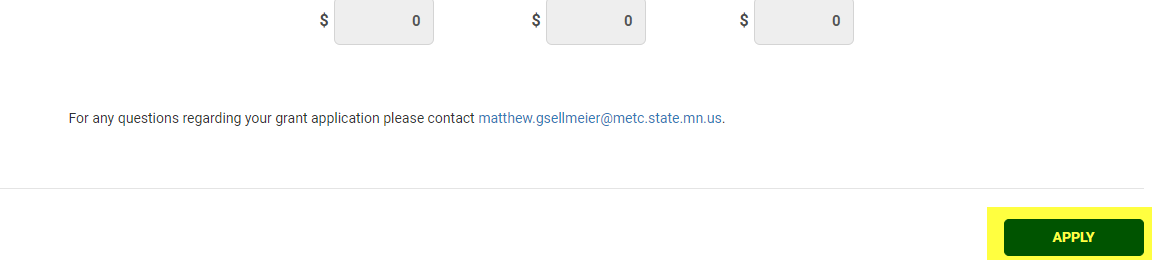 $ 0 $ 0 $ 0
For any questions regarding your grant application please contact matthew.gsellmeier@metc.state.mn.us.
APPLY